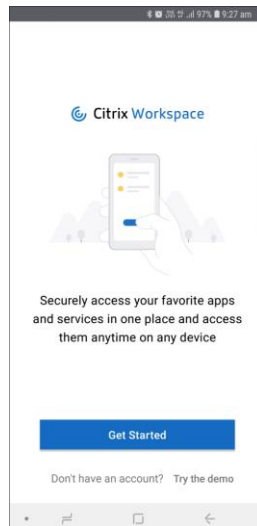 97% 9:27 am
Citrix Workspace
Securely access your favorite apps
and services in one place and access
them anytime on any device
Get Started
Don't have an account? Try the demo